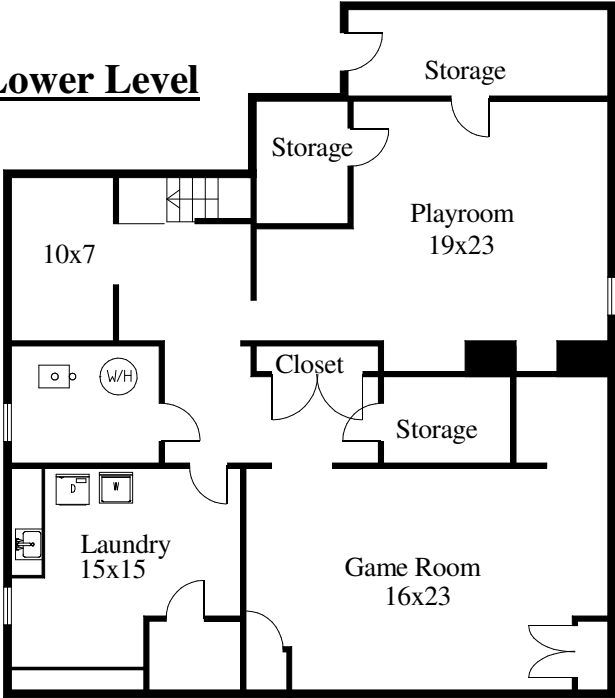 Lower Level
Storage
Storage
Playroom
19x23
10x7
Closet
W/H
Storage
D
W
Laundry
15x15
Game Room
16x23